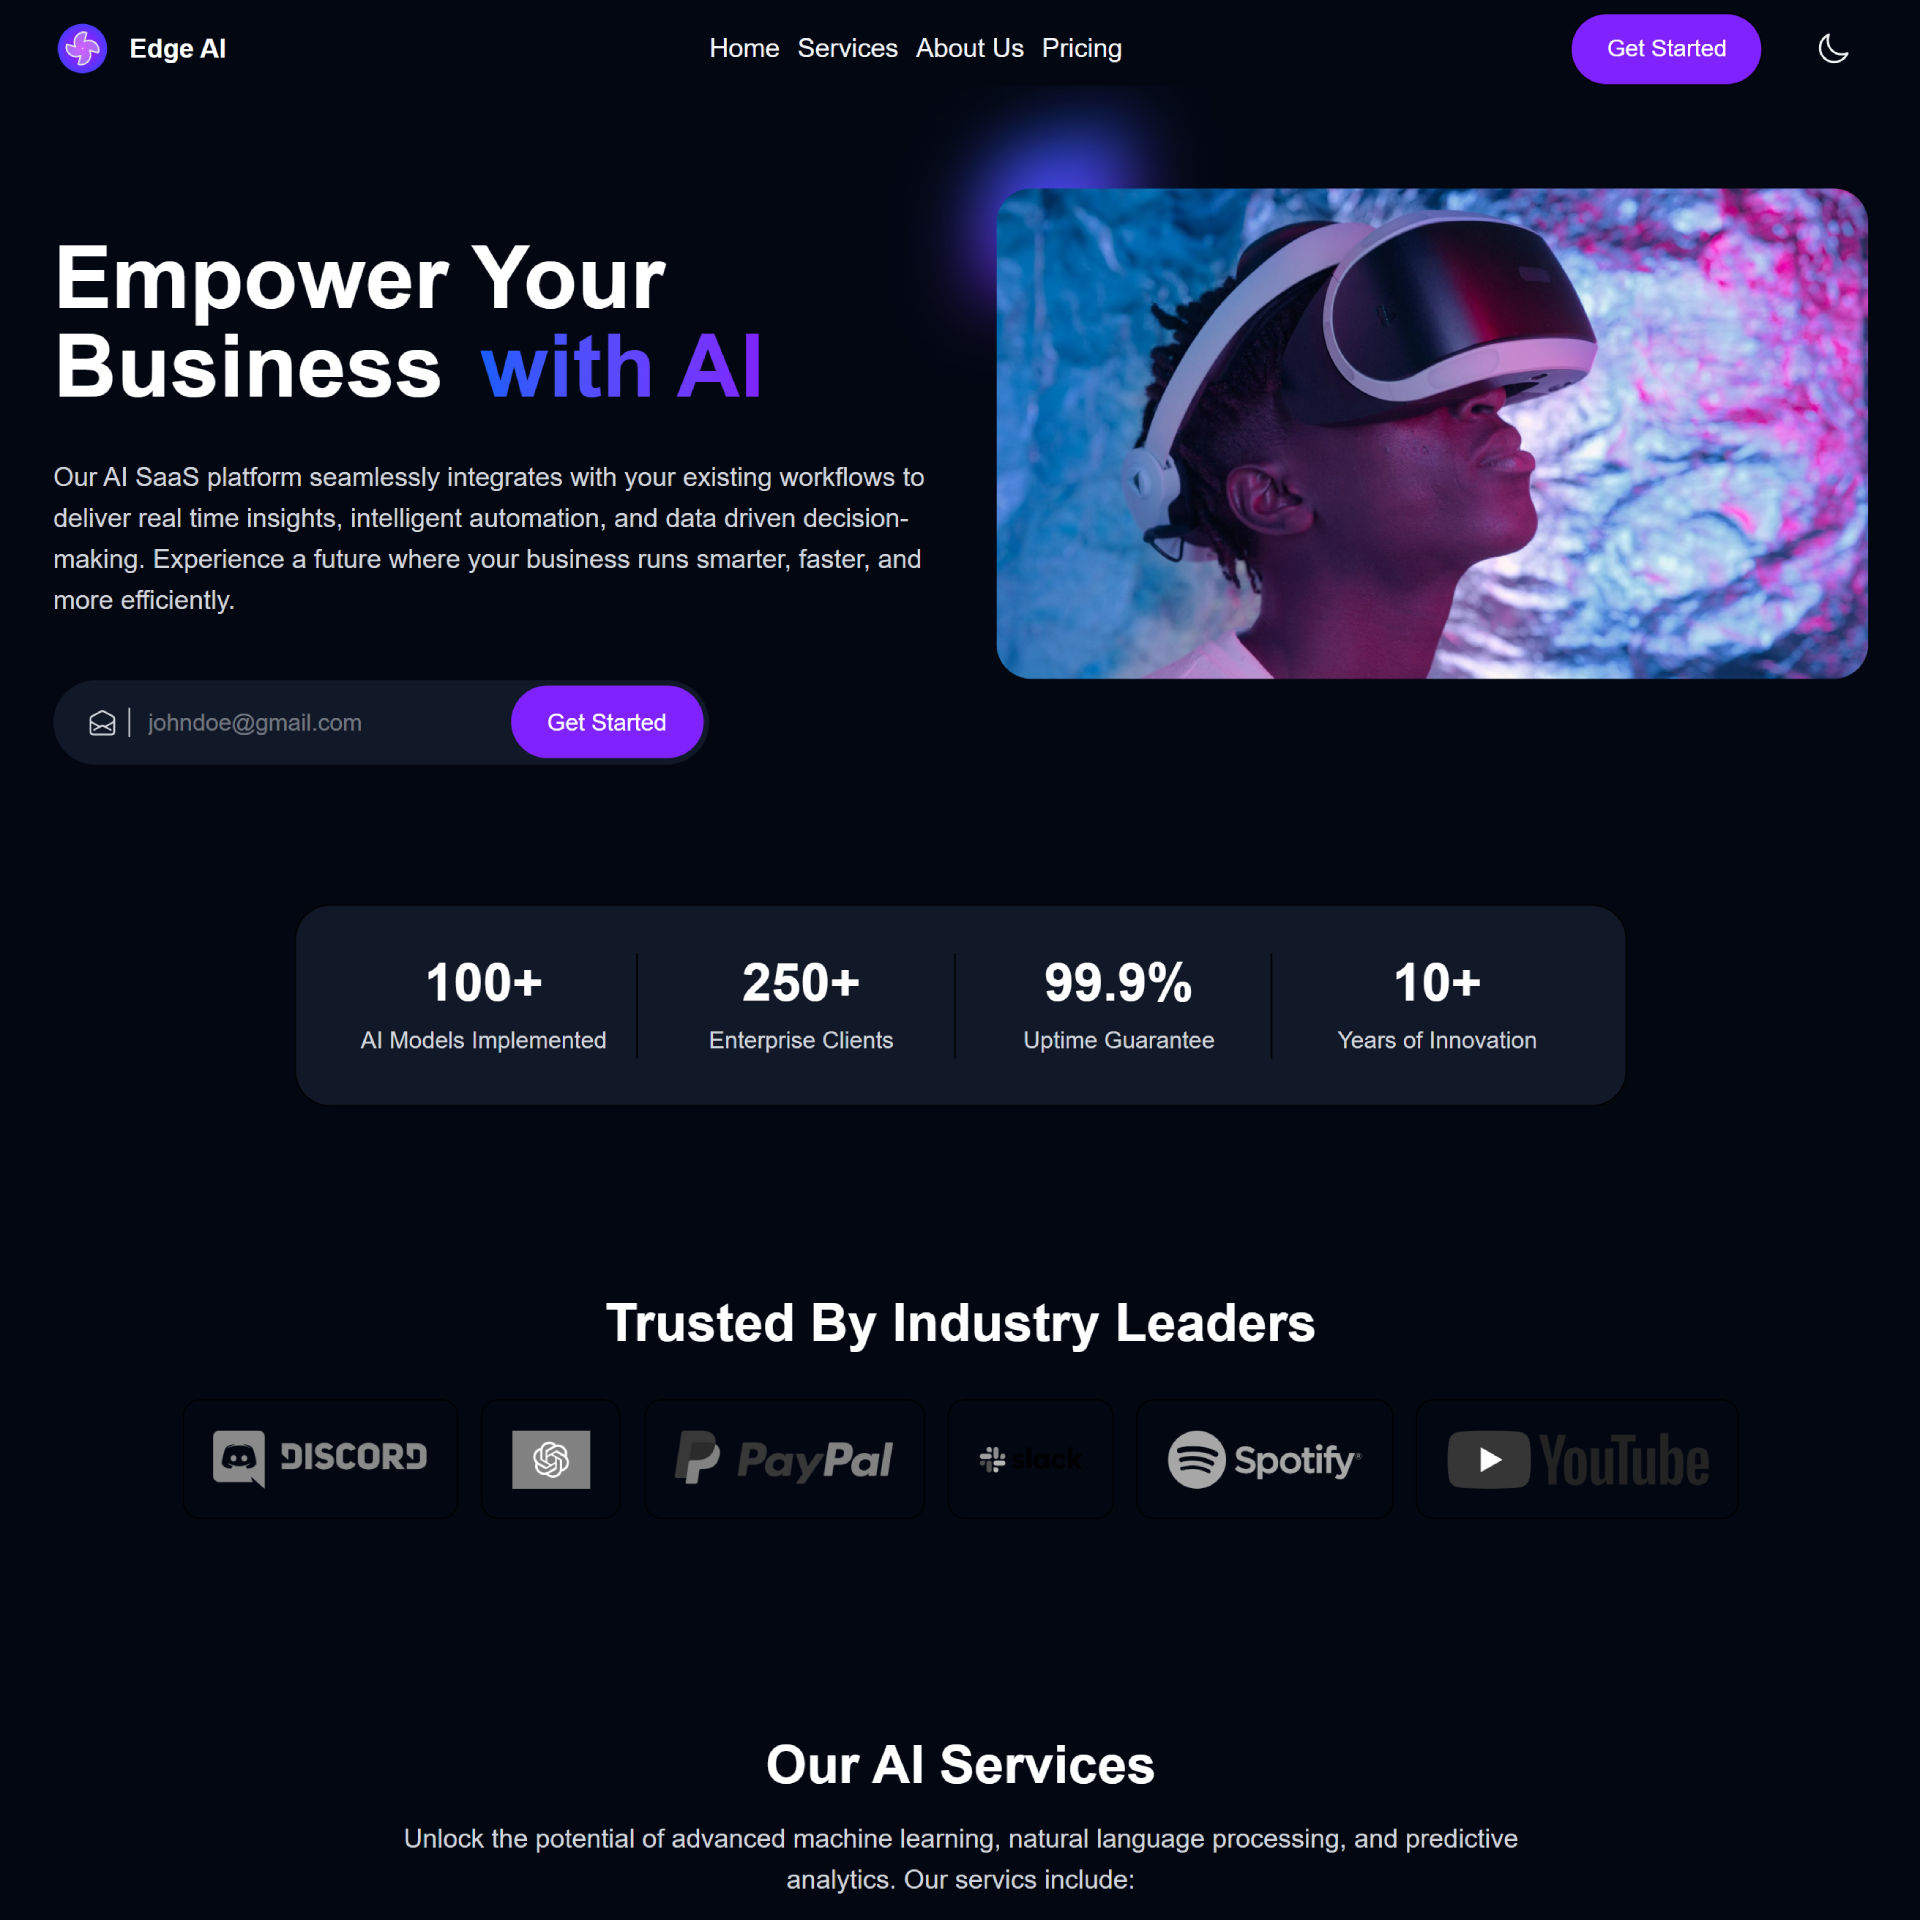 Edge AI
Home Services About Us Pricing
Get Started
Empower Your
Business with AI
Our AI SaaS platform seamlessly integrates with your existing workflows to
deliver real time insights, intelligent automation, and data driven decision-
making. Experience a future where your business runs smarter, faster, and
more efficiently.
johndoe@gmail.com
Get Started
100+
AI Models Implemented
250+
Enterprise Clients
99.9%
Uptime Guarantee
10+
Years of Innovation
Trusted By Industry Leaders
DISCORD
PayPal
slack
Spotify®
YouTube
Our AI Services
Unlock the potential of advanced machine learning, natural language processing, and predictive
analytics. Our servics include: